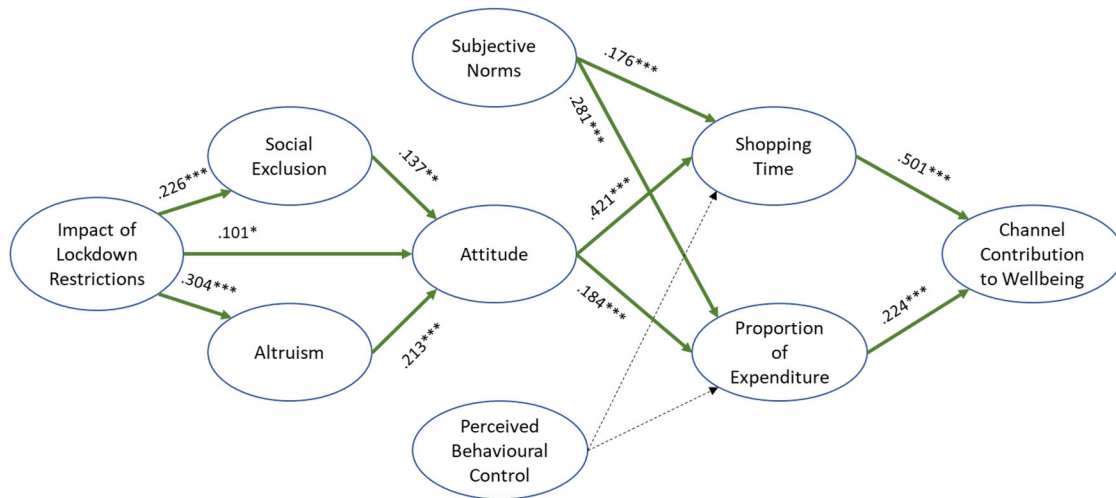 Subjective
Norms
.176***
.281***
Social
Exclusion
Shopping
Time
.137**
.226***
.421***
.501***
Impact of
Lockdown
Restrictions
.101*
Attitude
Channel
Contribution
to Wellbeing
.304***
.184***
.224***
Altruism
.213***
Proportion
of
Expenditure
Perceived
Behavioural
Control